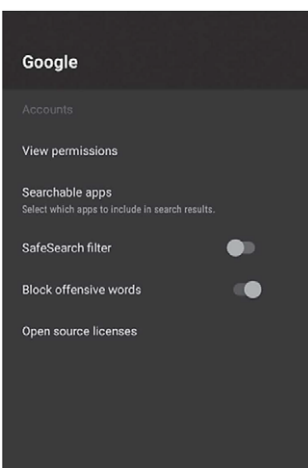 Google
Accounts
View permissions
Searchable apps
Select which apps to include in search results.
SafeSearch filter
Block offensive words
Open source licenses